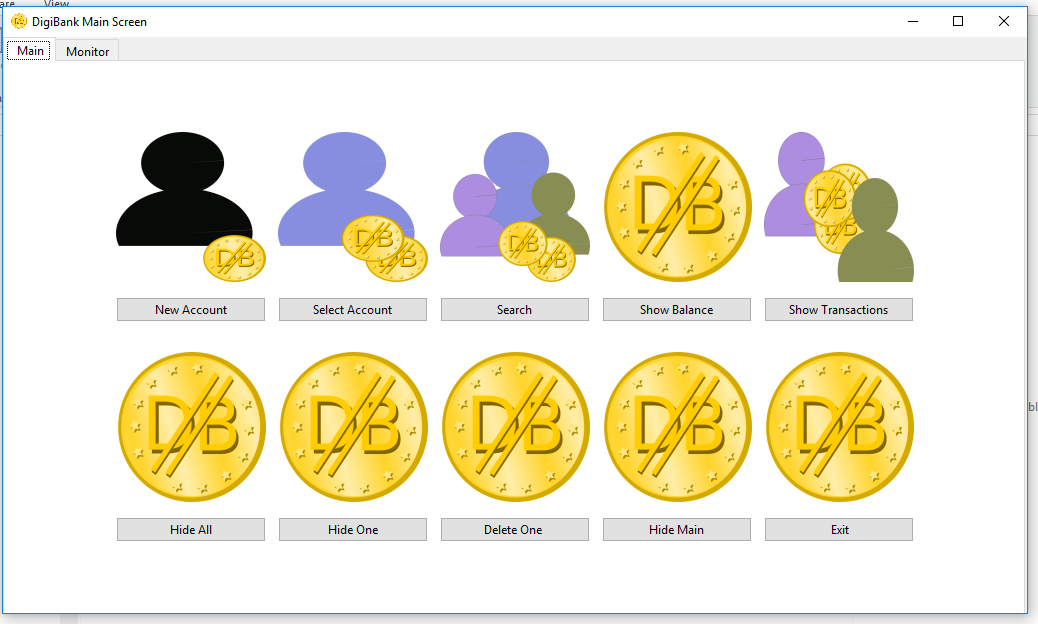 are View
DigiBank Main Screen
Main Monitor
DB DB DB DB DB DB DB DB
New Account Select Account Search Show Balance Show Transactions
bl
DB DB DB DB DB
Hide All Hide One Delete One Hide Main Exit